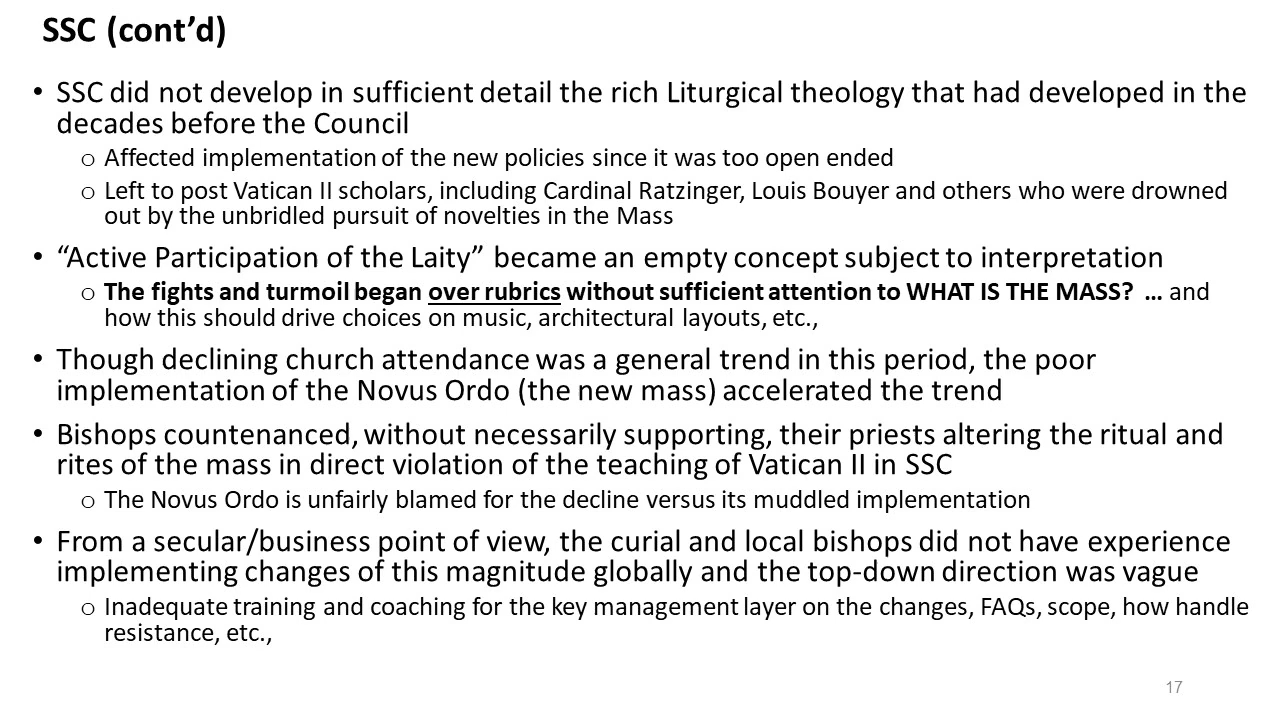 SSC (cont’d)
• SSC did not develop in sufficient detail the rich Liturgical theology that had developed in the
decades before the Council
o Affected implementation of the new policies since it was too open ended
o Left to post Vatican II scholars, including Cardinal Ratzinger, Louis Bouyer and others who were drowned
out by the unbridled pursuit of novelties in the Mass
• “Active Participation of the Laity” became an empty concept subject to interpretation
o The fights and turmoil began over rubrics without sufficient attention to WHAT IS THE MASS? … and
how this should drive choices on music, architectural layouts, etc.,
• Though declining church attendance was a general trend in this period, the poor
implementation of the Novus Ordo (the new mass) accelerated the trend
• Bishops countenanced, without necessarily supporting, their priests altering the ritual and
rites of the mass in direct violation of the teaching of Vatican II in SSC
o The Novus Ordo is unfairly blamed for the decline versus its muddled implementation
• From a secular/business point of view, the curial and local bishops did not have experience
implementing changes of this magnitude globally and the top-down direction was vague
o Inadequate training and coaching for the key management layer on the changes, FAQs, scope, how handle
resistance, etc.,
17